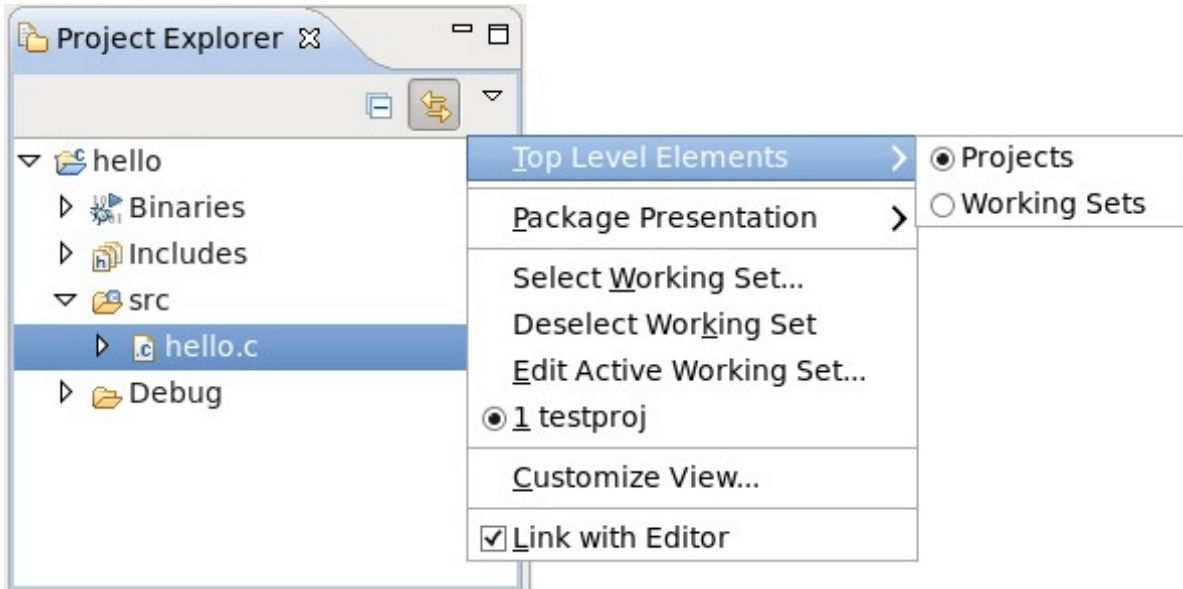 Project Explorer
hello
Binaries
Includes
src
hello.c
Debug
Top Level Elements
Package Presentation
Select Working Set...
Deselect Working Set
Edit Active Working Set...
1 testproj
Customize View...
Link with Editor
Projects
Working Sets